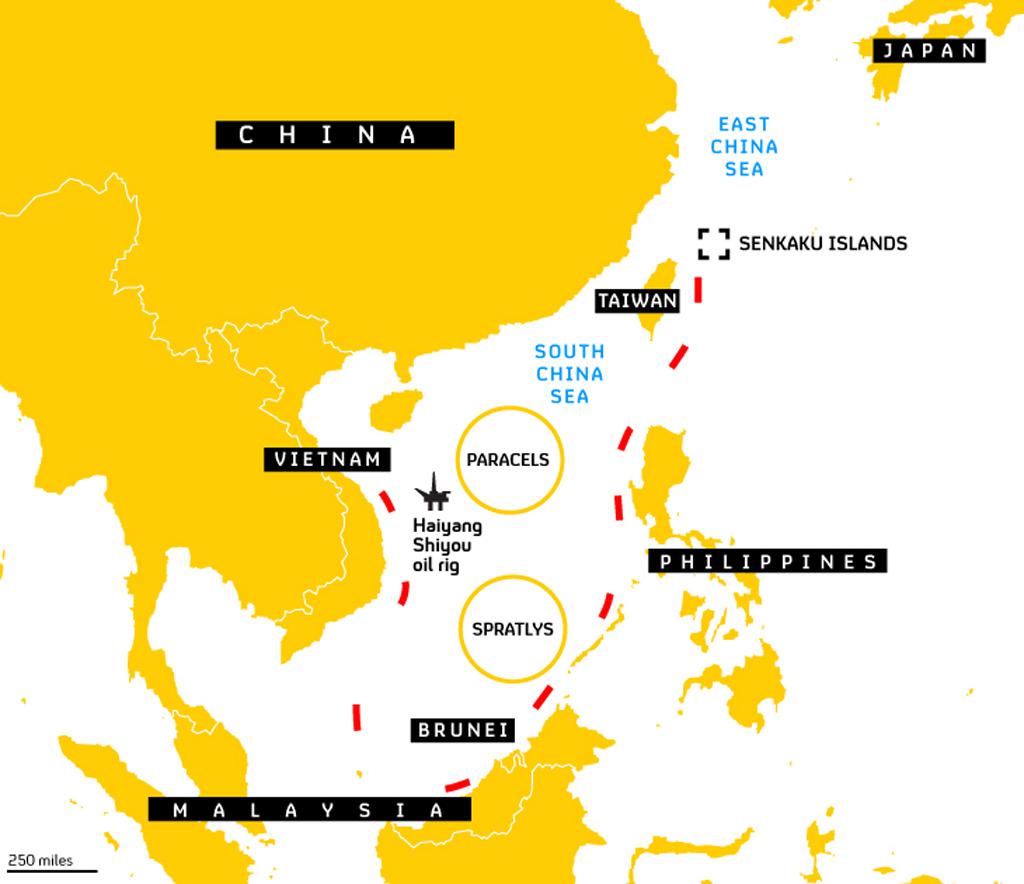 JAPAN
CHINA
EAST
CHINA
SEA
SENKAKU ISLANDS
TAIWAN
SOUTH
CHINA
SEA
VIETNAM
PARACELS
Haiyang
Shiyou
oil rig
PHILIPPINES
SPRATLYS
BRUNEI
MALAYSIA
250 miles